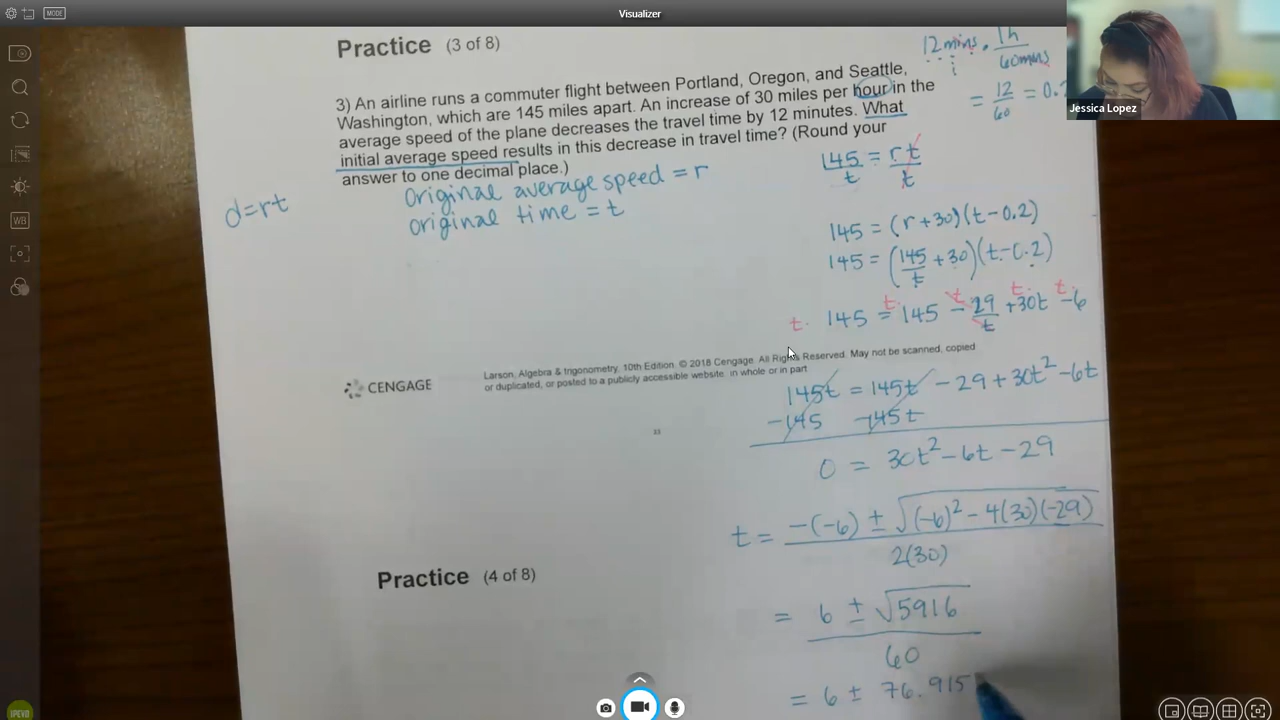 MODE
Visualizer
Practice (3 of 8)
3) An airline runs a commuter flight between Portland, Oregon, and Seattle,
Washington, which are 145 miles apart. An increase of 30 miles per hour in the
average speed of the plane decreases the travel time by 12 minutes. What
initial average speed results in this decrease in travel time? (Round your
answer to one decimal place.)
Original average speed = r
original time = t
d=rt
12mins · 1h
60mins
= 12/60 = 0.2
Jessica Lopez
145/t = rt/t
145 = (r+30)(t-0.2)
145 = (145/t +30)(t-0.2)
t· 145 = t· 145 - t· 29/t + t· 30t - t· 6
145t = 145t - 29 + 30t² - 6t
-145 -145t
0 = 30t² - 6t - 29
t = -(-6) ± √(-6)² - 4(30)(-29)
2(30)
= 6 ± √5916
60
= 6 ± 76.915
CENGAGE
Larson, Algebra & trigonometry, 10th Edition. © 2018 Cengage. All Rights Reserved. May not be scanned, copied
or duplicated, or posted to a publicly accessible website, in whole or in part
Practice (4 of 8)
WB
IPEVO